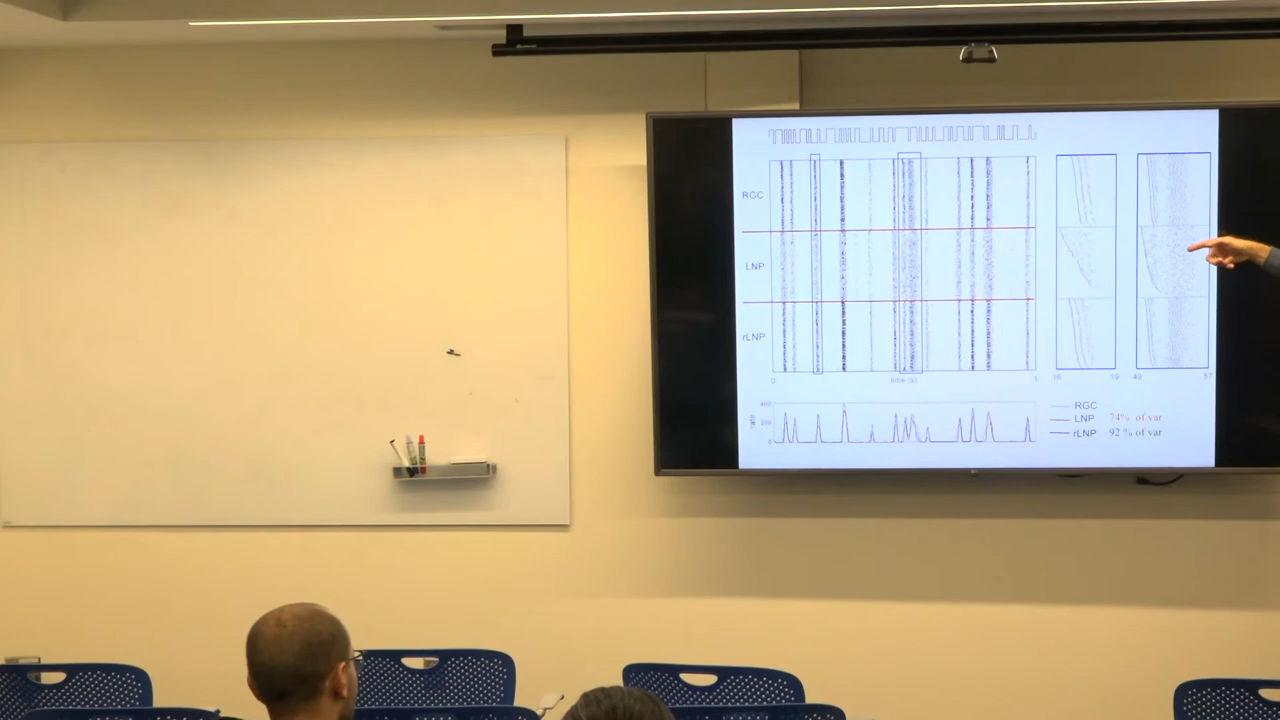 RGC
LNP
rLNP
0 time (s) 1
16 19
49 57
400
200
0
rate
RGC
LNP 74% of var
rLNP 92 % of var